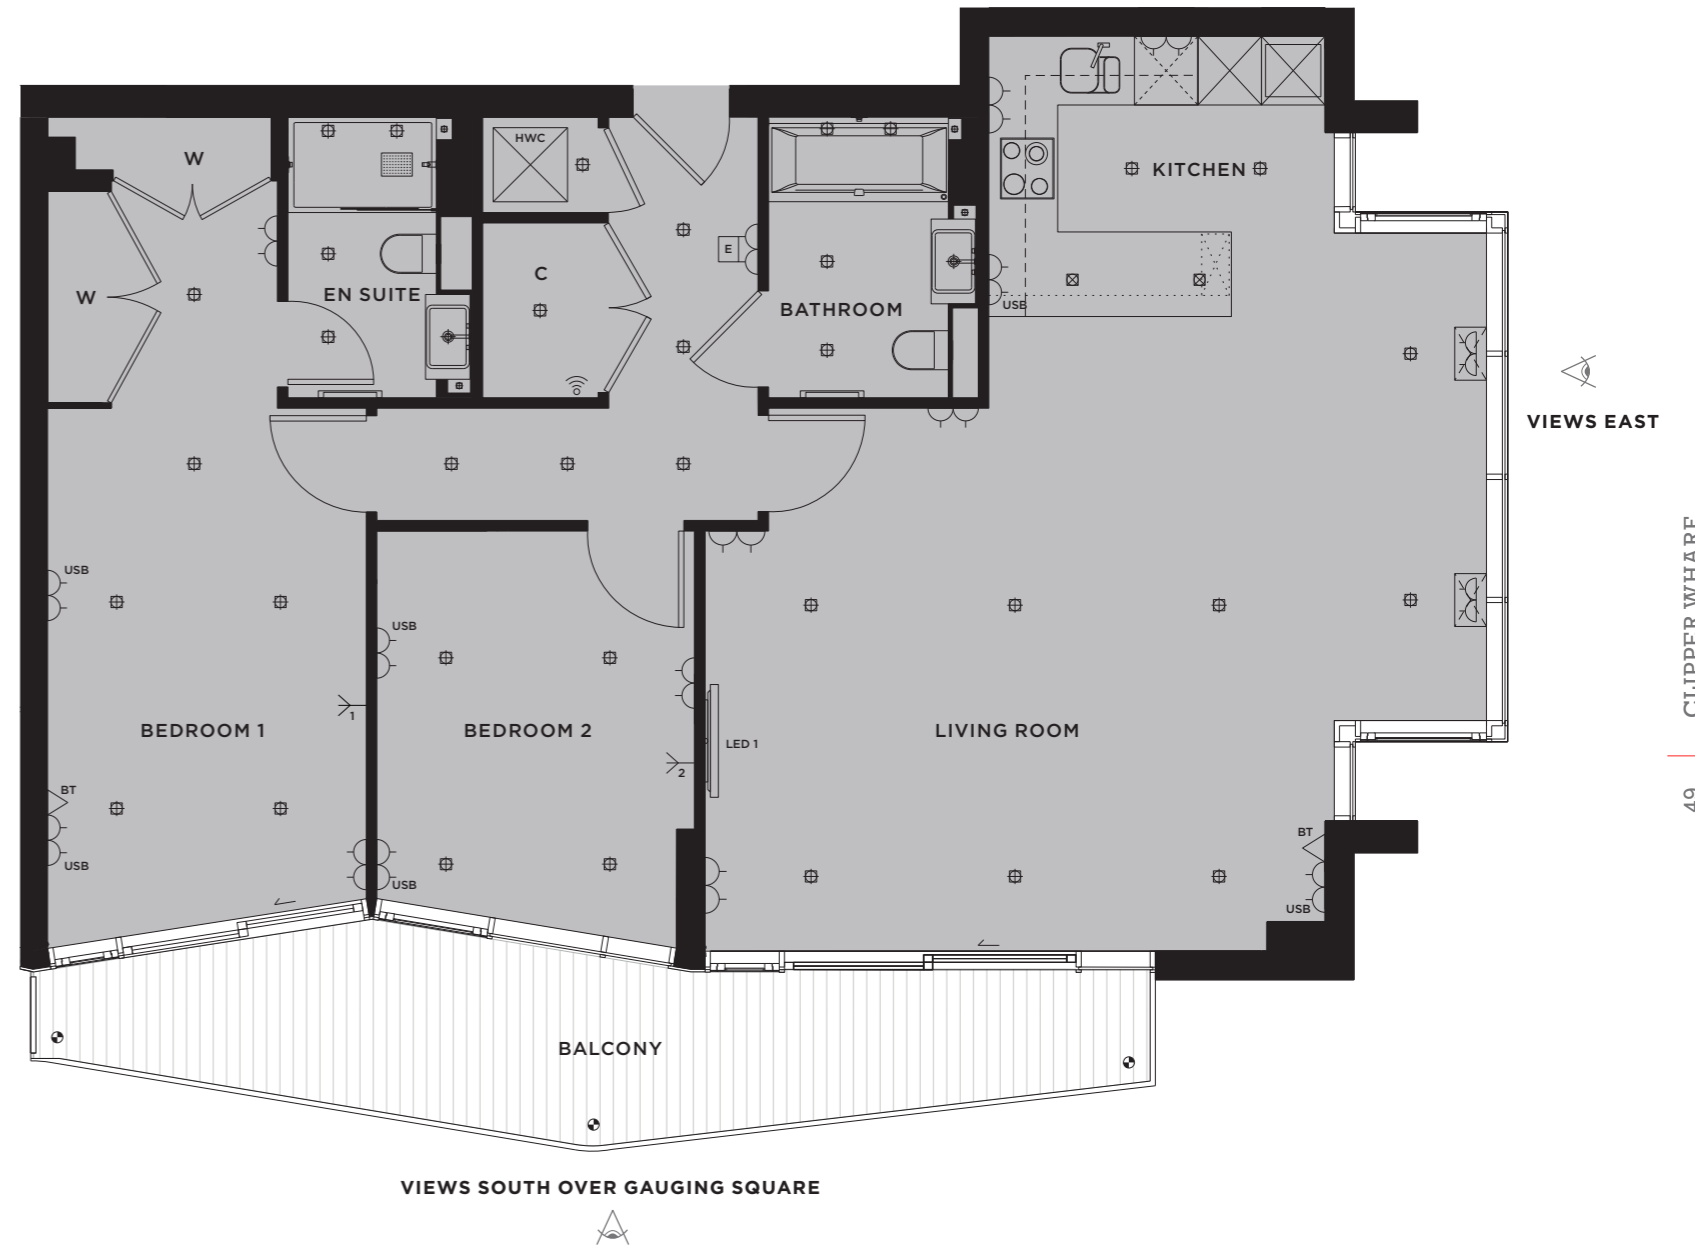 HWC
W
KITCHEN
E
C
W
EN SUITE
USB
BATHROOM
VIEWS EAST
USB
USB
BEDROOM 1
1
BEDROOM 2
2
LED 1
LIVING ROOM
BT
USB
USB
BT
USB
BALCONY
VIEWS SOUTH OVER GAUGING SQUARE
CLIPPER WHARF
49